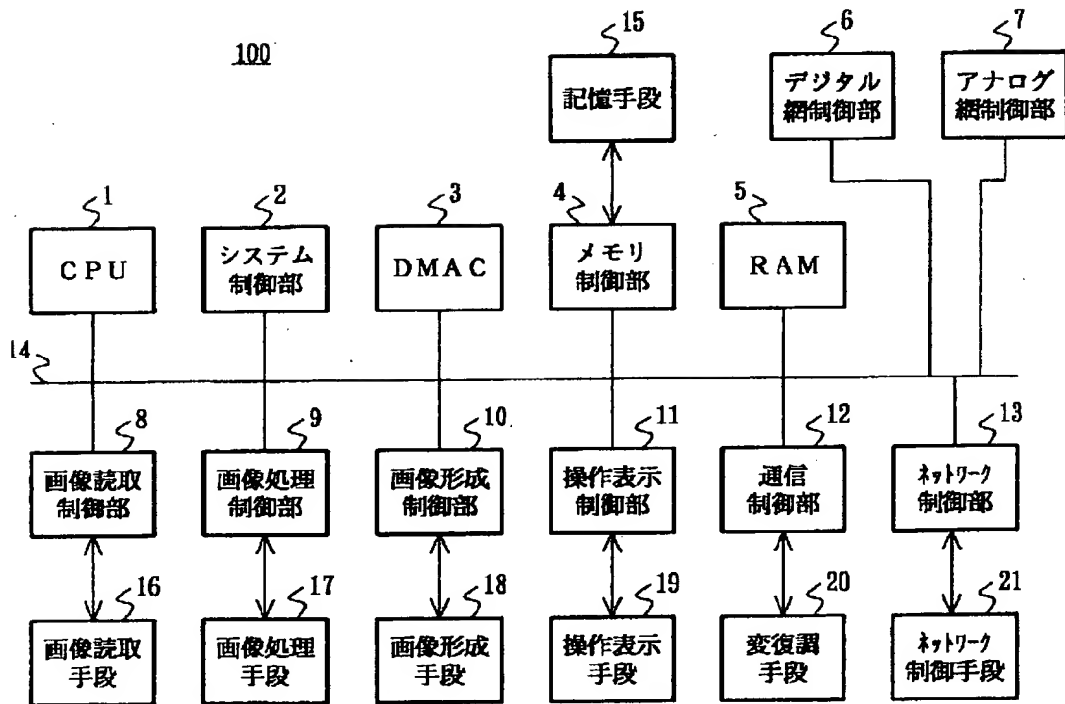 100
15
記憶手段
6
デジタル
網制御部
7
アナログ
網制御部
1
CPU
2
システム
制御部
3
DMAC
4
メモリ
制御部
5
RAM
14
8
画像読取
制御部
9
画像処理
制御部
10
画像形成
制御部
11
操作表示
制御部
12
通信
制御部
13
ネットワーク
制御部
16
画像読取
手段
17
画像処理
手段
18
画像形成
手段
19
操作表示
手段
20
変復調
手段
21
ネットワーク
制御手段